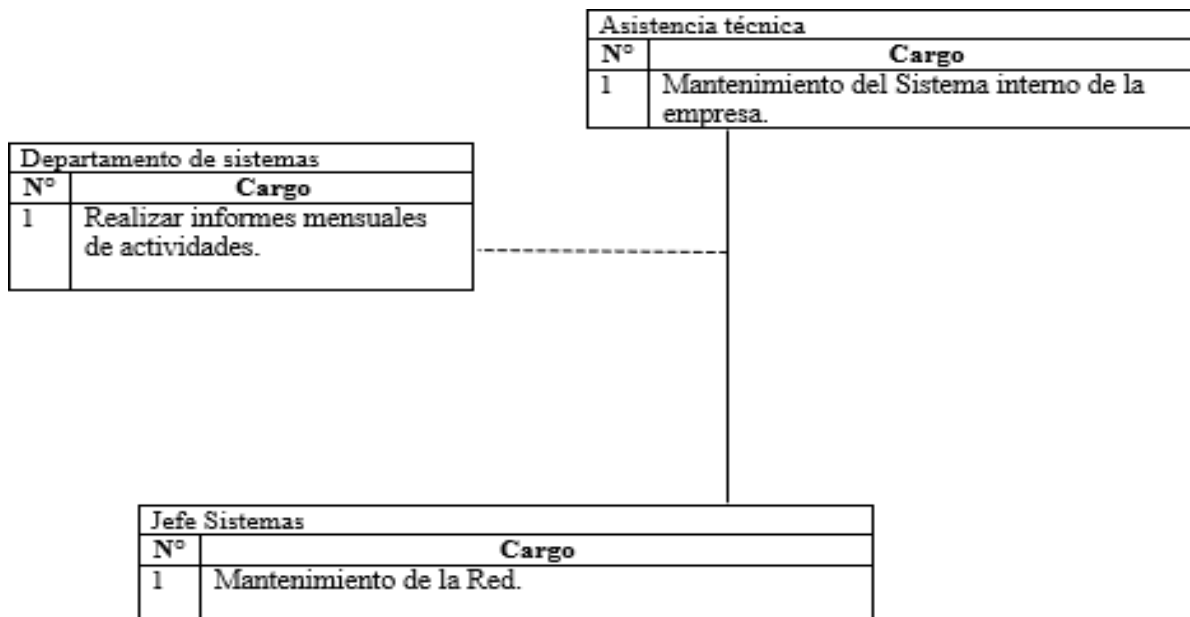 Asistencia técnica
N° Cargo
1 Mantenimiento del Sistema interno de la
empresa.
Departamento de sistemas
N° Cargo
1 Realizar informes mensuales
de actividades.
Jefe Sistemas
N° Cargo
1 Mantenimiento de la Red.